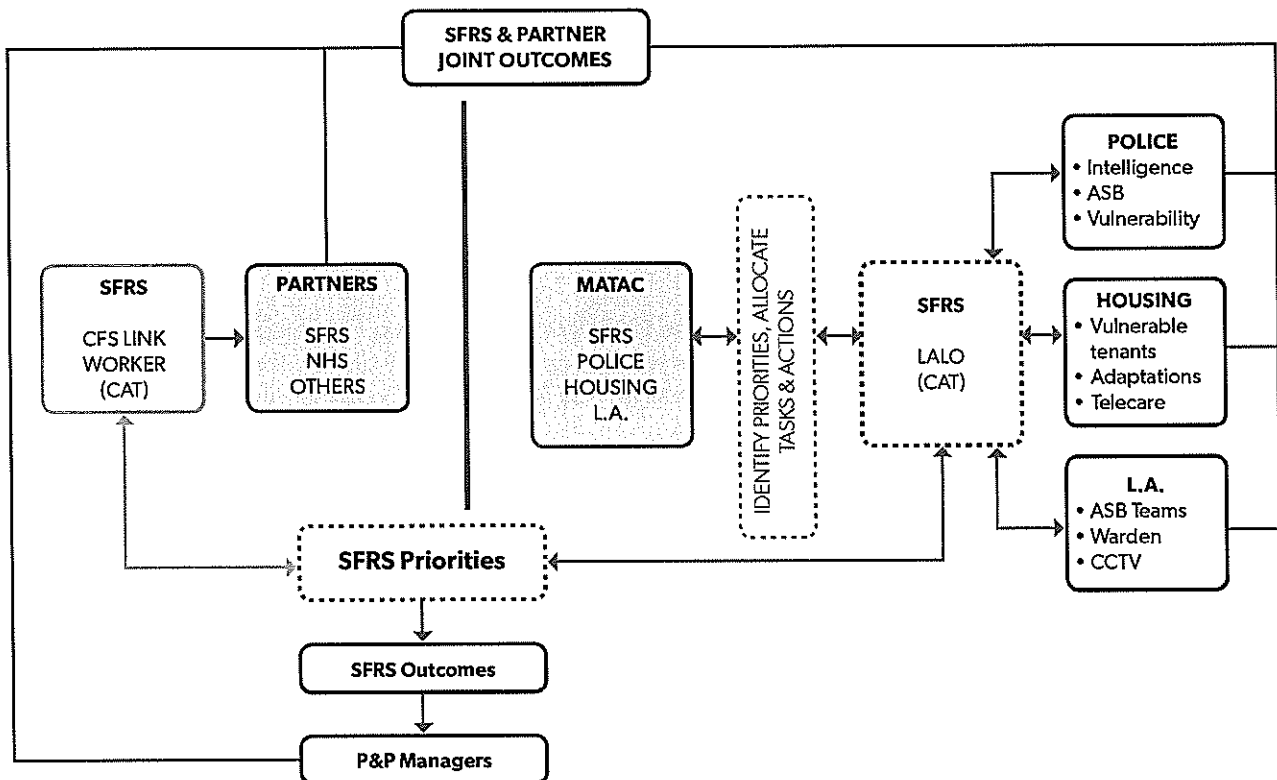 SFRS & PARTNER
JOINT OUTCOMES
POLICE
• Intelligence
• ASB
• Vulnerability
SFRS
CFS LINK
WORKER
(CAT)
PARTNERS
SFRS
NHS
OTHERS
MATAC
SFRS
POLICE
HOUSING
L.A.
IDENTIFY PRIORITIES, ALLOCATE
TASKS & ACTIONS
SFRS
LALO
(CAT)
HOUSING
• Vulnerable
tenants
• Adaptations
• Telecare
L.A.
• ASB Teams
• Warden
• CCTV
SFRS Priorities
SFRS Outcomes
P&P Managers